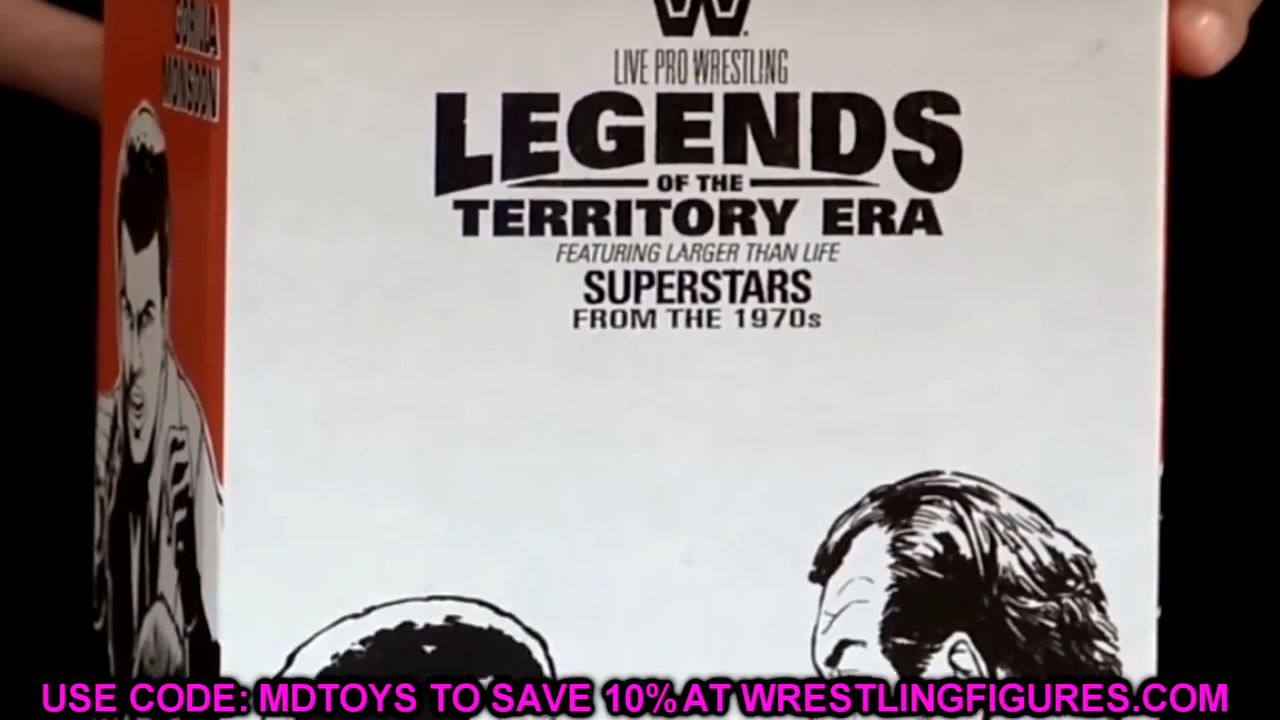 GORILLA
MONSOON
W
LIVE PRO WRESTLING
LEGENDS
OF THE
TERRITORY ERA
FEATURING LARGER THAN LIFE
SUPERSTARS
FROM THE 1970s
USE CODE: MDTOYS TO SAVE 10% AT WRESTLINGFIGURES.COM